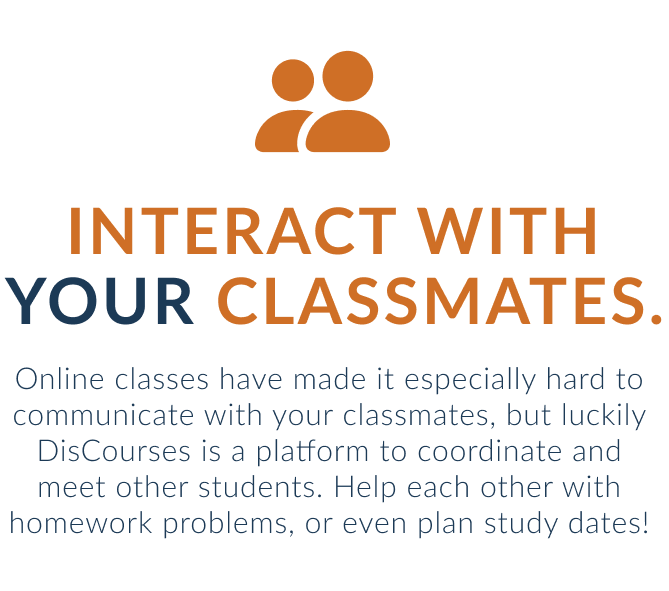 INTERACT WITH
YOUR CLASSMATES.
Online classes have made it especially hard to
communicate with your classmates, but luckily
DisCourses is a platform to coordinate and
meet other students. Help each other with
homework problems, or even plan study dates!